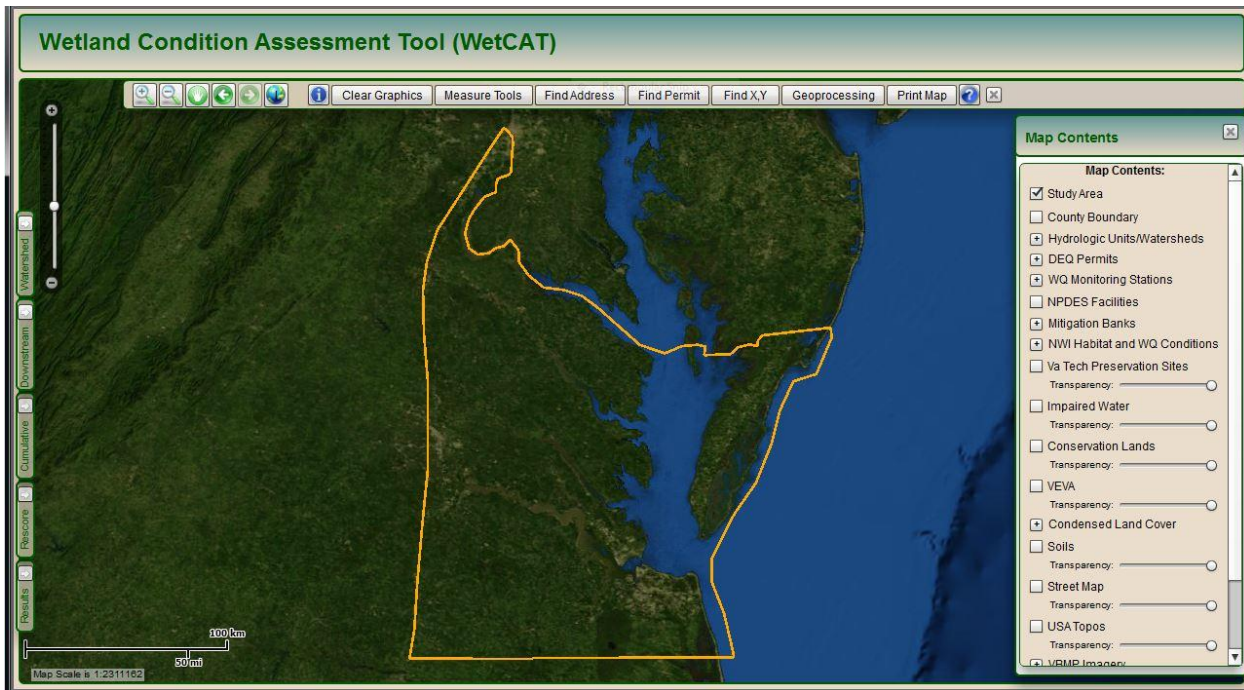 Wetland Condition Assessment Tool (WetCAT)
Clear Graphics
Measure Tools
Find Address
Find Permit
Find X,Y
Geoprocessing
Print Map
Watershed
Downstream
Cumulative
Rescore
Results
100 km
50 mi
Map Scale is 1:2311162
Map Contents
Map Contents:
Study Area
County Boundary
Hydrologic Units/Watersheds
DEQ Permits
WQ Monitoring Stations
NPDES Facilities
Mitigation Banks
NWI Habitat and WQ Conditions
Va Tech Preservation Sites
Transparency:
Impaired Water
Transparency:
Conservation Lands
Transparency:
VEVA
Transparency:
Condensed Land Cover
Soils
Transparency:
Street Map
Transparency:
USA Topos
Transparency:
VBMP Imagery